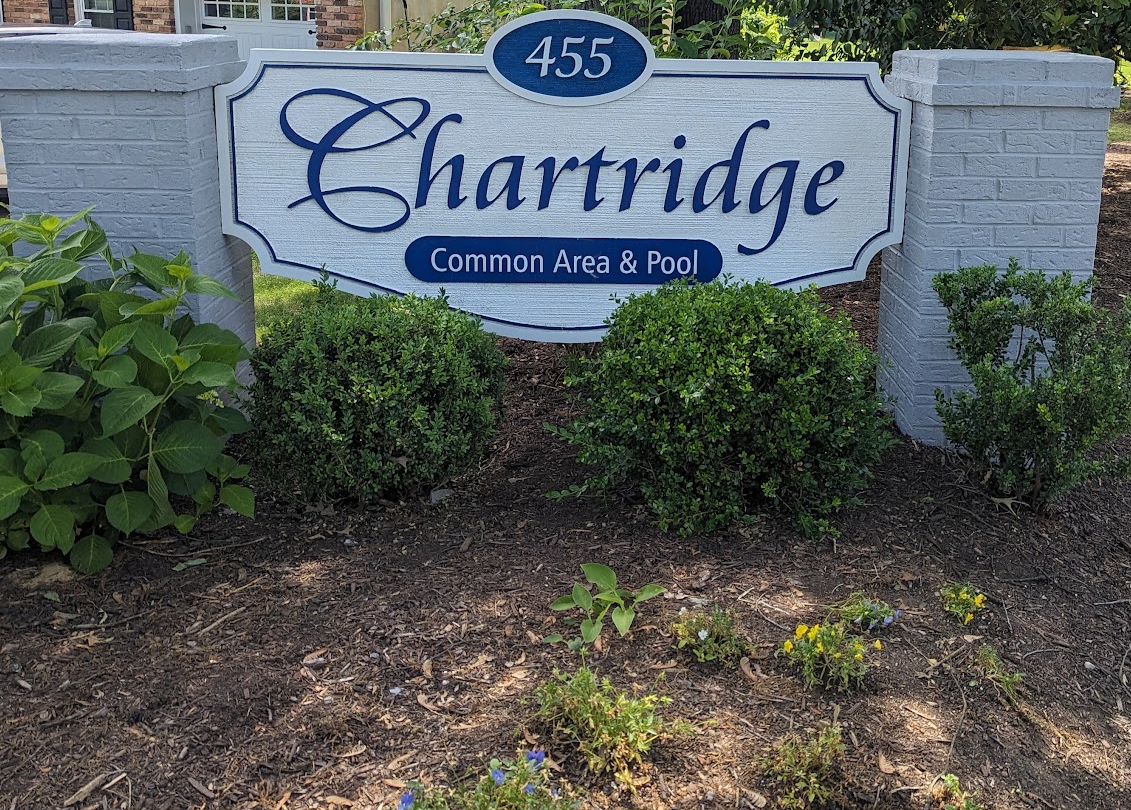 455
Chartridge
Common Area & Pool